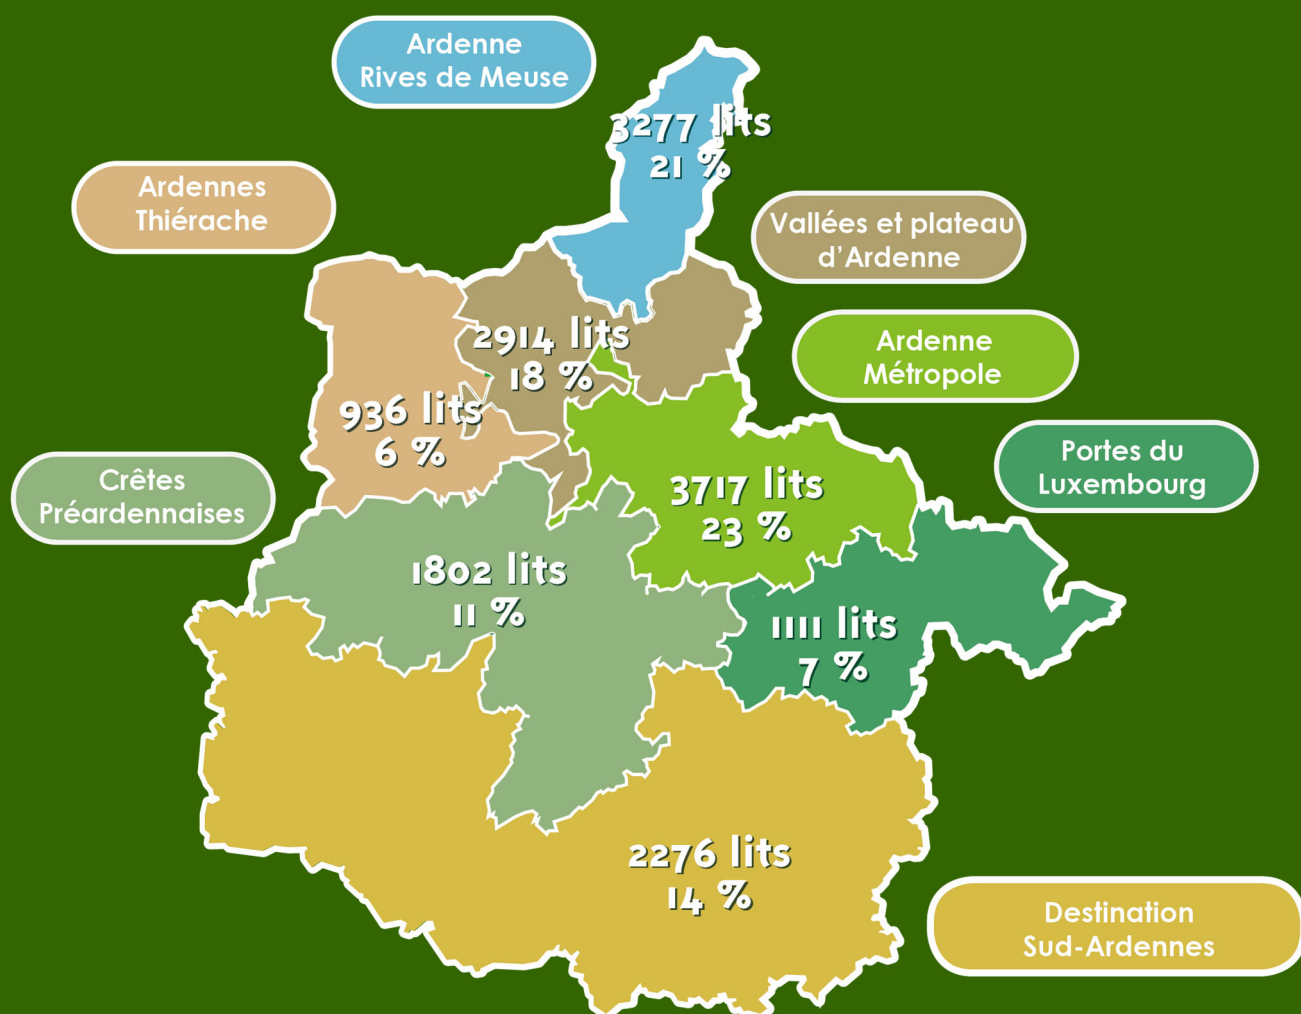 Ardenne
Rives de Meuse
3277 lits
21 %
Ardennes
Thiérache
Vallées et plateau
d'Ardenne
2914 lits
18 %
Ardenne
Métropole
936 lits
6 %
Portes du
Luxembourg
Crêtes
Préardennaises
3717 lits
23 %
1802 lits
11 %
1111 lits
7 %
2276 lits
14 %
Destination
Sud-Ardennes